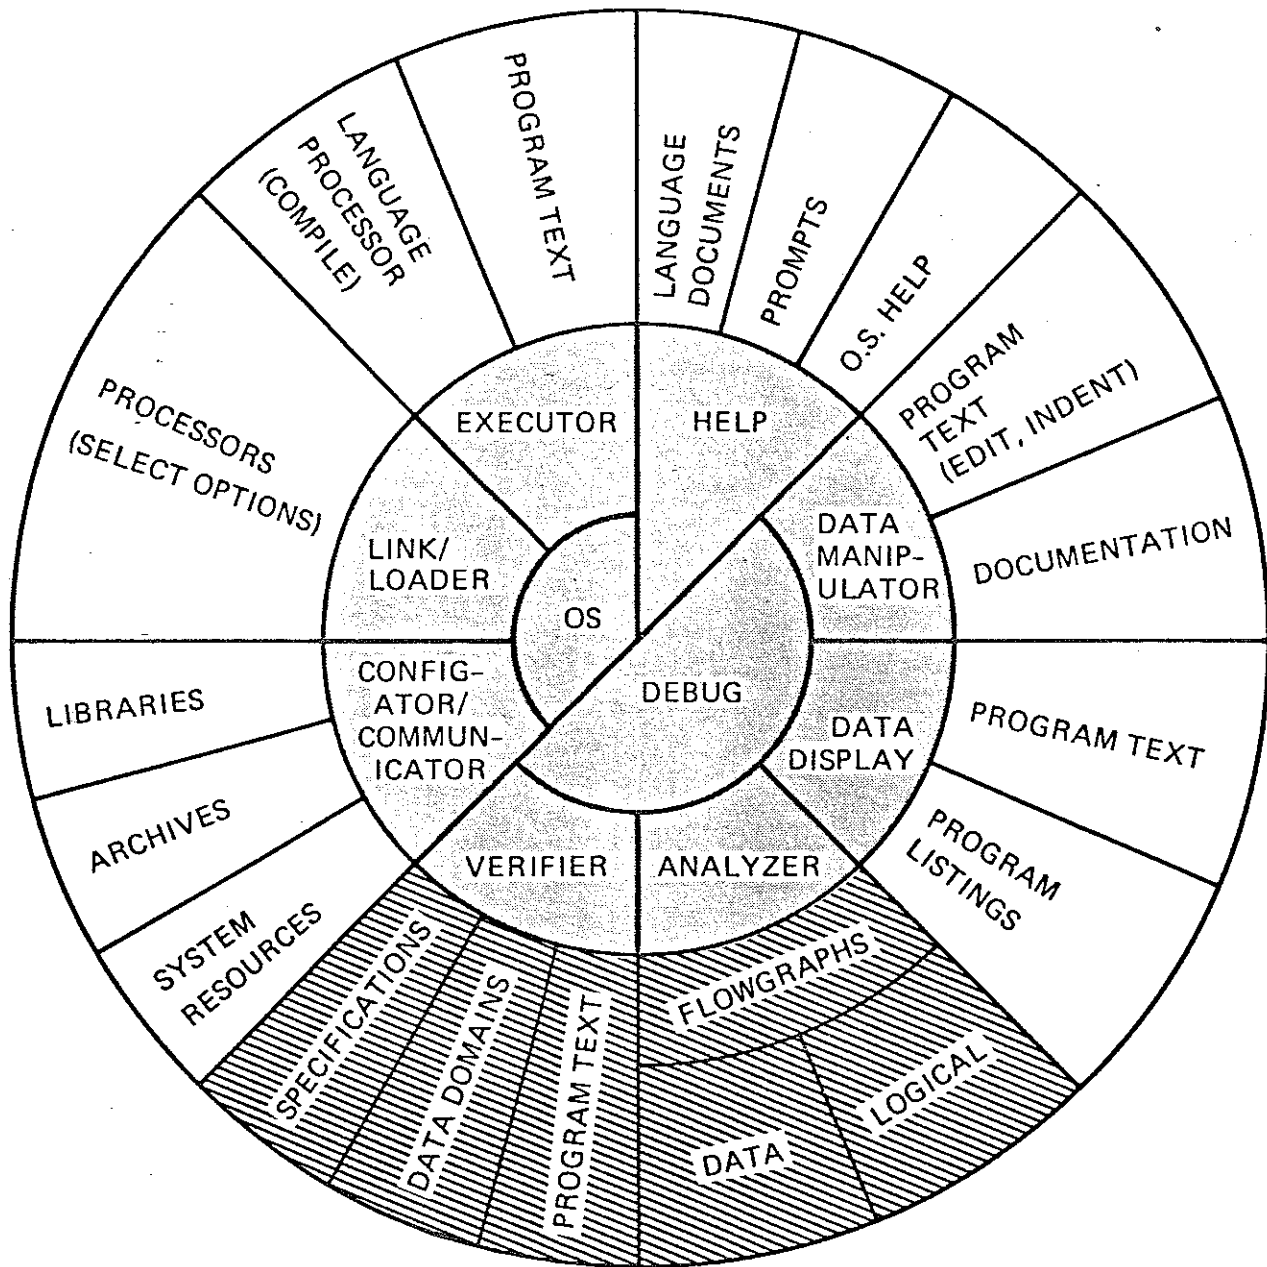 PROGRAM TEXT
LANGUAGE
PROCESSOR
(COMPILE)
LANGUAGE
DOCUMENTS
PROMPTS
O.S. HELP
PROGRAM
TEXT
(EDIT, INDENT)
DOCUMENTATION
PROCESSORS
(SELECT OPTIONS)
EXECUTOR
HELP
LINK/
LOADER
DATA
MANIP-
ULATOR
OS
DEBUG
CONFIG-
ATOR/
COMMUN-
ICATOR
DATA
DISPLAY
VERIFIER
ANALYZER
LIBRARIES
ARCHIVES
SYSTEM
RESOURCES
PROGRAM TEXT
PROGRAM
LISTINGS
SPECIFICATIONS
DATA DOMAINS
PROGRAM TEXT
FLOWGRAPHS
DATA
LOGICAL